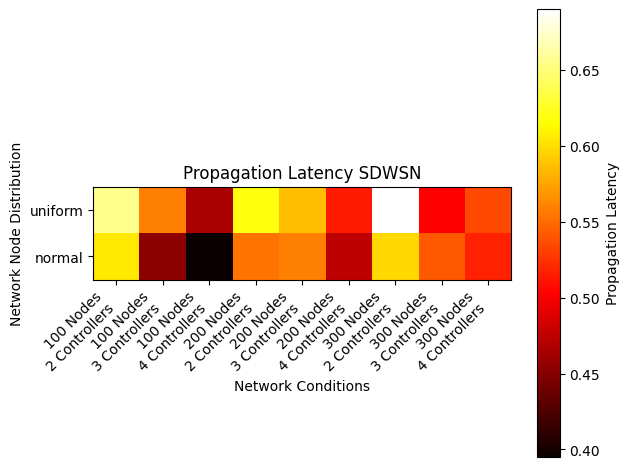 Propagation Latency SDWSN
Network Node Distribution
uniform
normal
100 Nodes
2 Controllers
100 Nodes
3 Controllers
100 Nodes
4 Controllers
200 Nodes
2 Controllers
200 Nodes
3 Controllers
200 Nodes
4 Controllers
300 Nodes
2 Controllers
300 Nodes
3 Controllers
300 Nodes
4 Controllers
Network Conditions
0.65
0.60
0.55
0.50
0.45
0.40
Propagation Latency